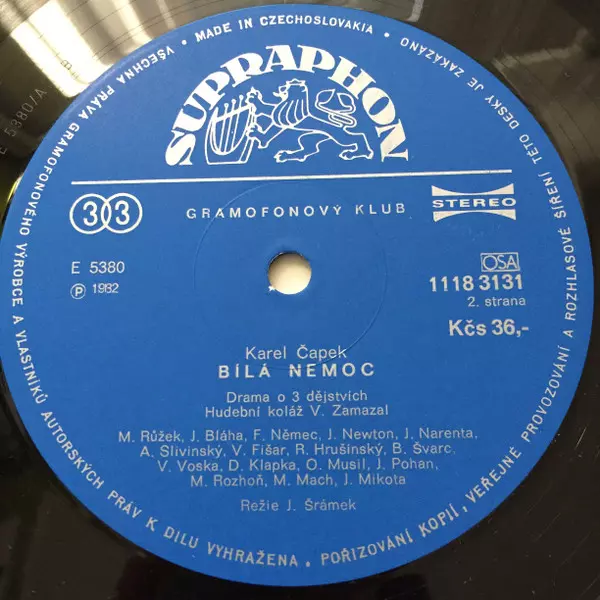 VŠECHNA PRÁVA GRAMOFONOVÉHO VÝROBCE A VLASTNÍKŮ AUTORSKÝCH PRÁV K DÍLU VYHRAŽENA • POŘIZOVÁNÍ KOPIÍ, VEŘEJNÉ PROVOZOVÁNÍ A ROZHLASOVÉ ŠÍŘENÍ TÉTO DESKY JE ZAKÁZÁNO •
MADE IN CZECHOSLOVAKIA •
E 5380/A
SUPRAPHON
33
GRAMOFONOVÝ KLUB
STEREO
E 5380
Ⓟ 1982
OSA
1118 3131
2. strana
Kčs 36,-
Karel Čapek
BÍLÁ NEMOC
Drama o 3 dějstvích
Hudební koláž V. Zamazal
M. Růžek, J. Bláha, F. Němec, J. Newton, J. Narenta,
A. Slivinský, V. Fišar, R. Hrušínský, B. Švarc,
V. Voska, D. Klapka, O. Musil, J. Pohan,
M. Rozhoň, M. Mach, J. Mikota
Režie J. Šrámek